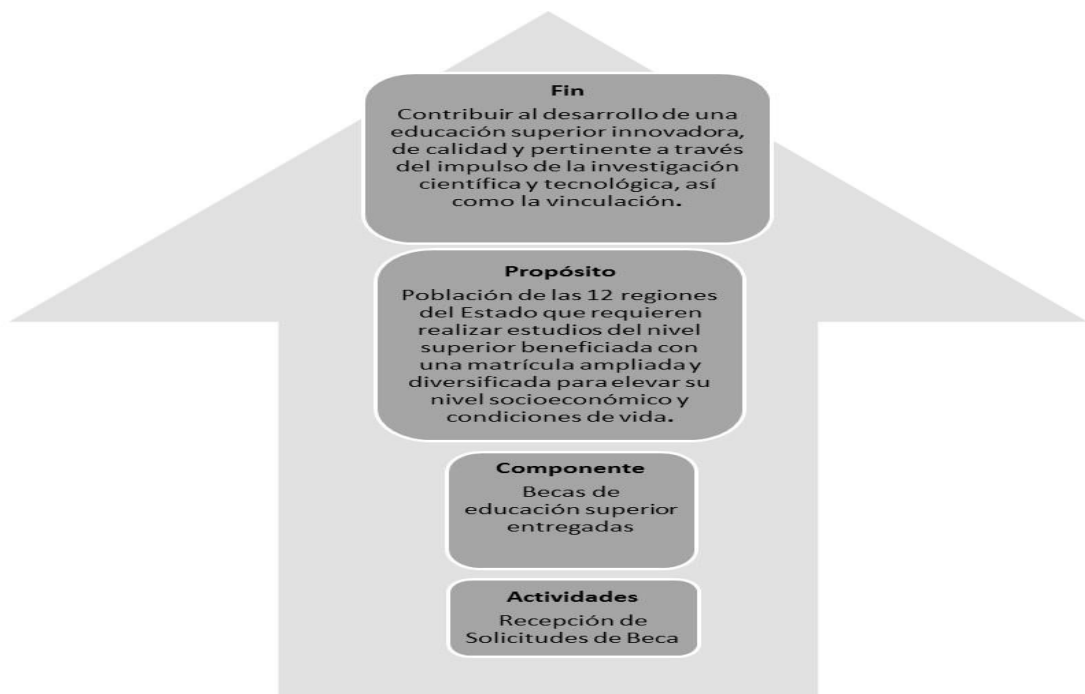 Fin
Contribuir al desarrollo de una
educación superior innovadora,
de calidad y pertinente a través
del impulso de la investigación
científica y tecnológica, así
como la vinculación.
Propósito
Población de las 12 regiones
del Estado que requieren
realizar estudios del nivel
superior beneficiada con
una matrícula ampliada y
diversificada para elevar su
nivel socioeconómico y
condiciones de vida.
Componente
Becas de
educación superior
entregadas
Actividades
Recepción de
Solicitudes de Beca